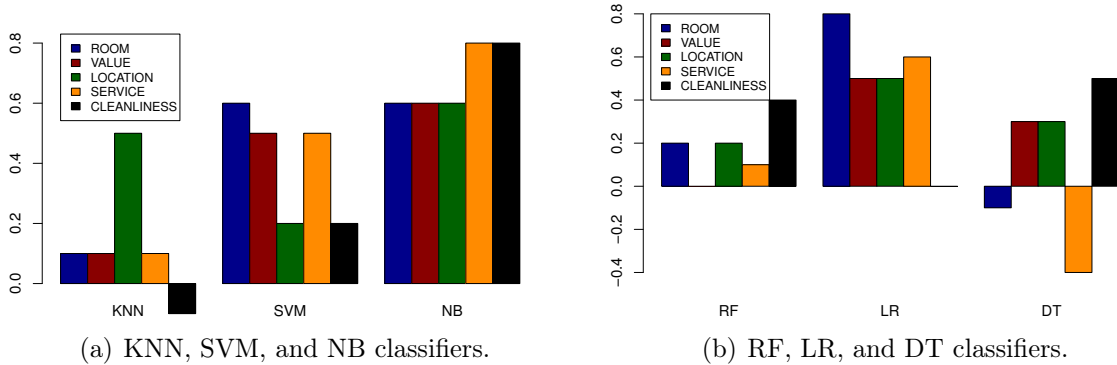 0.0 0.2 0.4 0.6 0.8
ROOM
VALUE
LOCATION
SERVICE
CLEANLINESS
KNN SVM NB
(a) KNN, SVM, and NB classifiers.
−0.4 −0.2 0.0 0.2 0.4 0.6 0.8
ROOM
VALUE
LOCATION
SERVICE
CLEANLINESS
RF LR DT
(b) RF, LR, and DT classifiers.